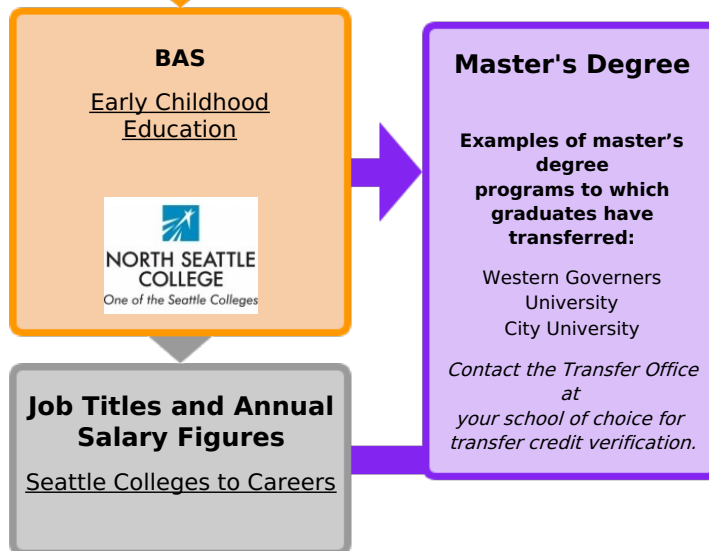 BAS
Early Childhood
Education
NORTH SEATTLE
COLLEGE
One of the Seattle Colleges
Job Titles and Annual
Salary Figures
Seattle Colleges to Careers
Master's Degree
Examples of master’s
degree
programs to which
graduates have
transferred:
Western Governers
University
City University
Contact the Transfer Office
at
your school of choice for
transfer credit verification.